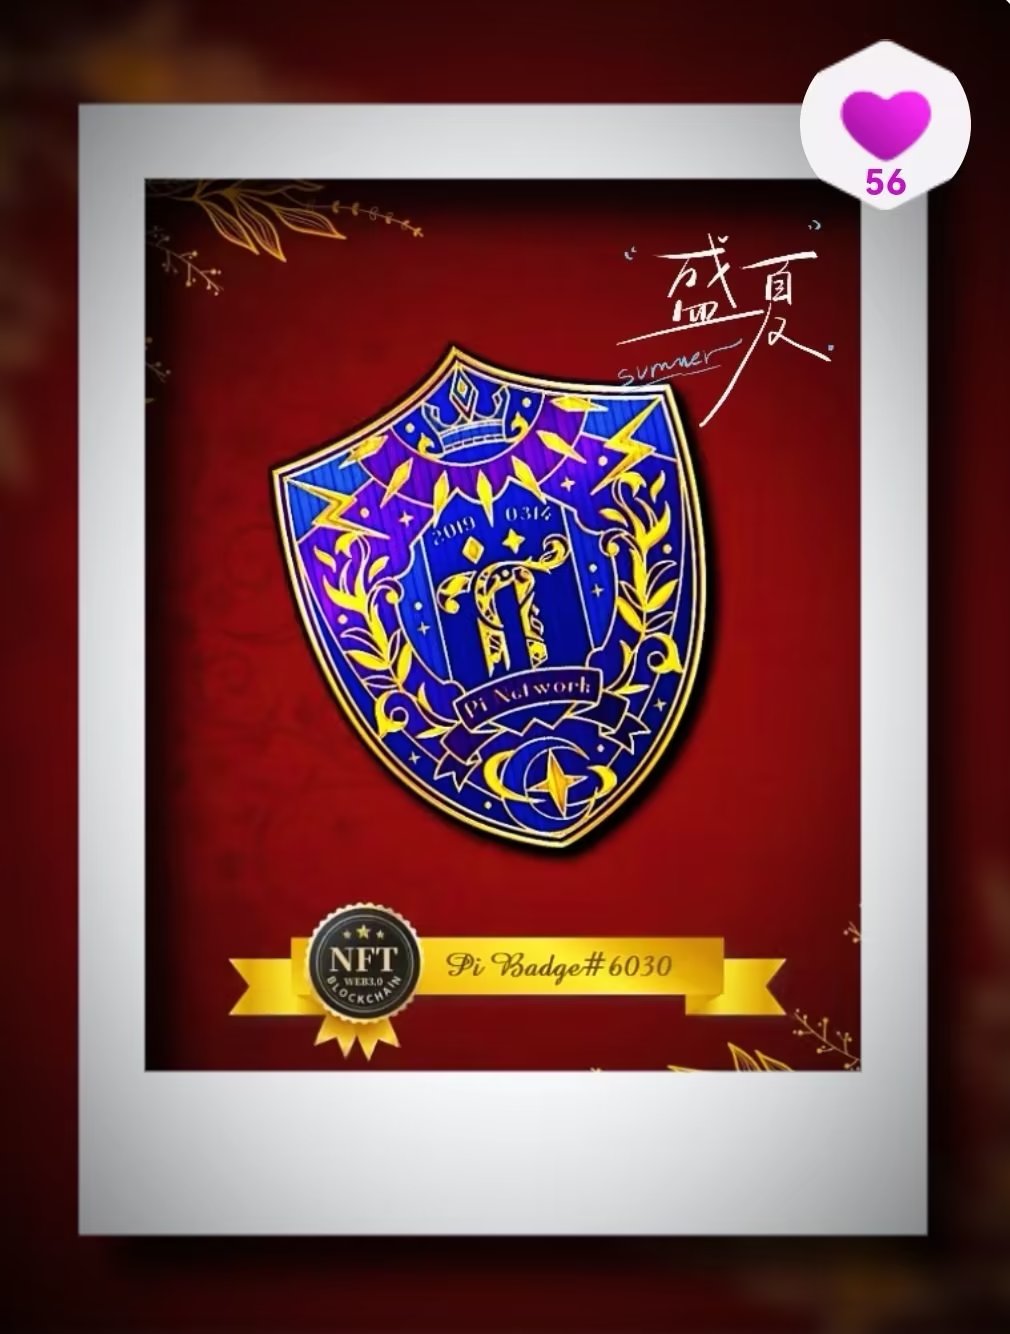 56
“盛夏”
summer
2019 0314
Pi Network
NFT
WEB3.0
BLOCKCHAIN
Pi Badge#6030